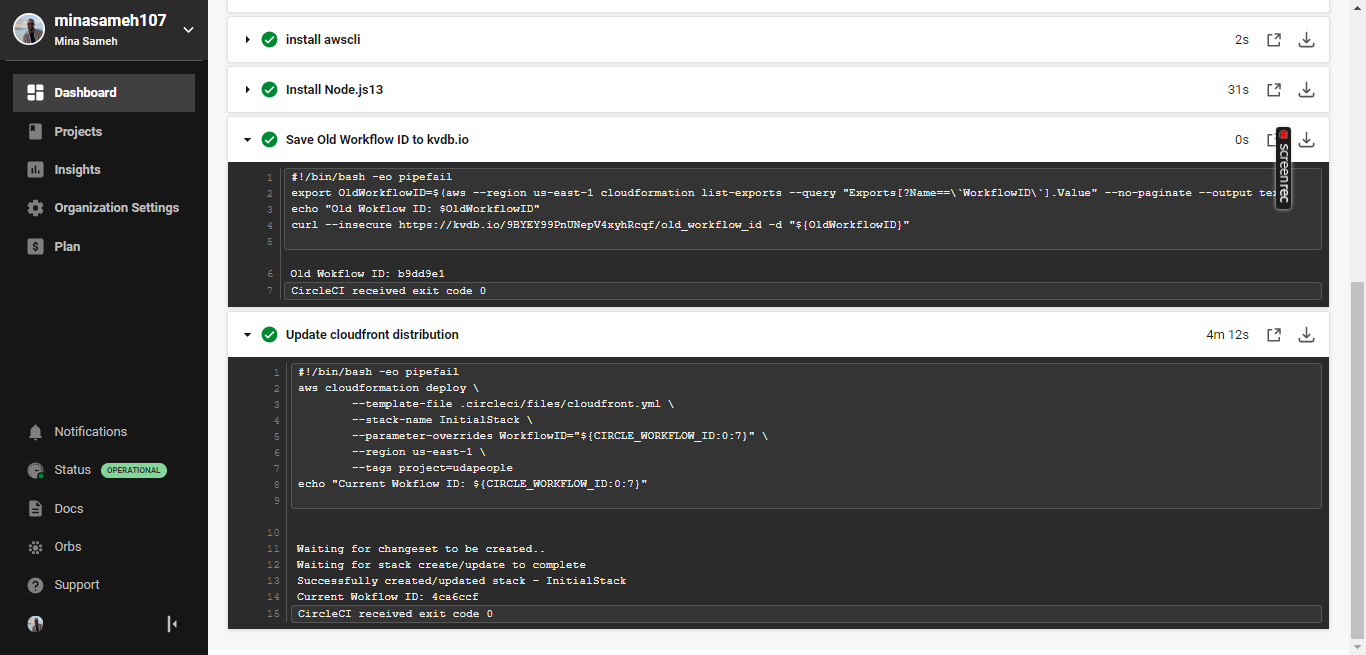 minasameh107
Mina Sameh
Dashboard
Projects
Insights
Organization Settings
Plan
Notifications
Status OPERATIONAL
Docs
Orbs
Support
install awscli 2s
Install Node.js13 31s
Save Old Workflow ID to kvdb.io 0s
screenrec
1 #!/bin/bash -eo pipefail
2 export OldWorkflowID=$(aws --region us-east-1 cloudformation list-exports --query "Exports[?Name==\`WorkflowID\`].Value" --no-paginate --output
3 echo "Old Wokflow ID: $OldWorkflowID"
4 curl --insecure https://kvdb.io/9BYEY99PnUNepV4xyhRcqf/old_workflow_id -d "${OldWorkflowID}"
5
6 Old Wokflow ID: b9dd9e1
7 CircleCI received exit code 0
Update cloudfront distribution 4m 12s
1 #!/bin/bash -eo pipefail
2 aws cloudformation deploy \
3 --template-file .circleci/files/cloudfront.yml \
4 --stack-name InitialStack \
5 --parameter-overrides WorkflowID="${CIRCLE_WORKFLOW_ID:0:7}" \
6 --region us-east-1 \
7 --tags project=udapeople
8 echo "Current Wokflow ID: ${CIRCLE_WORKFLOW_ID:0:7}"
9
10
11 Waiting for changeset to be created..
12 Waiting for stack create/update to complete
13 Successfully created/updated stack - InitialStack
14 Current Wokflow ID: 4ca6ccf
15 CircleCI received exit code 0